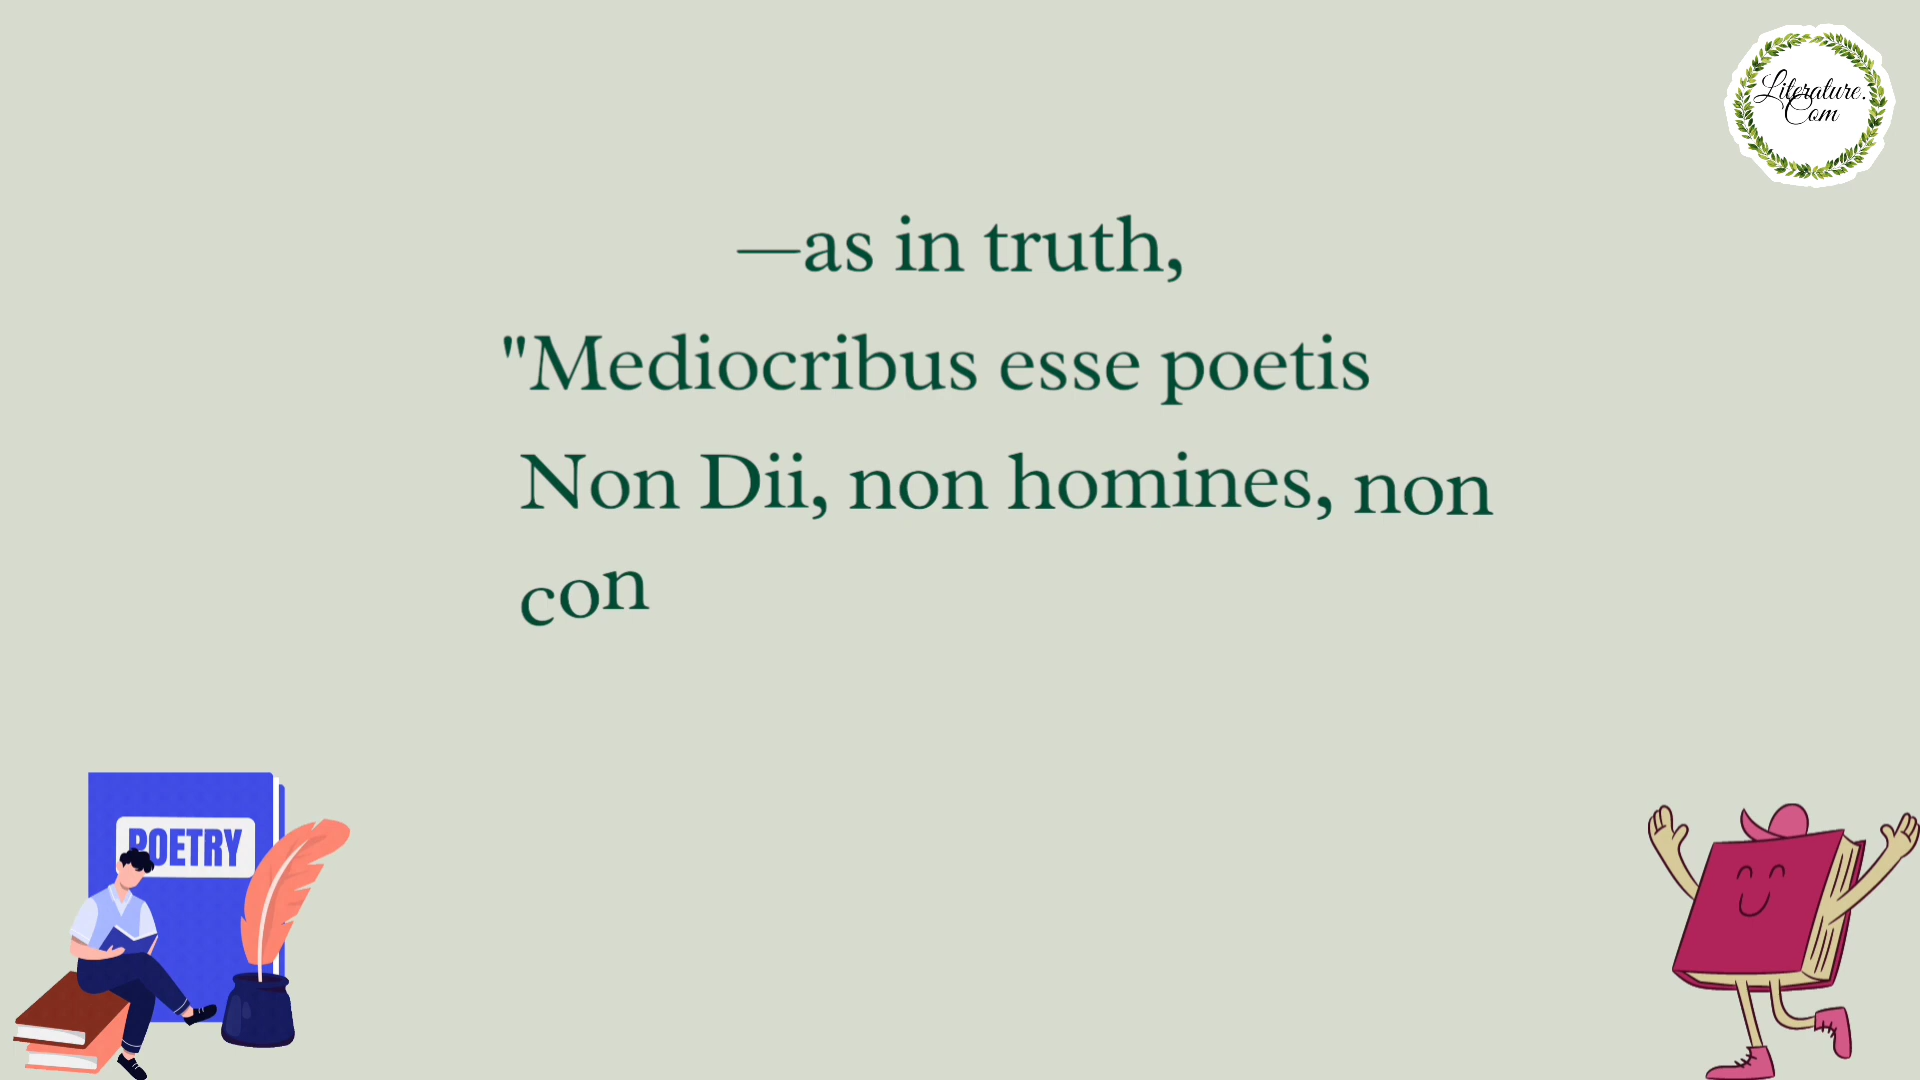 Literature.
Com
—as in truth,
"Mediocribus esse poetis
Non Dii, non homines, non
con
POETRY